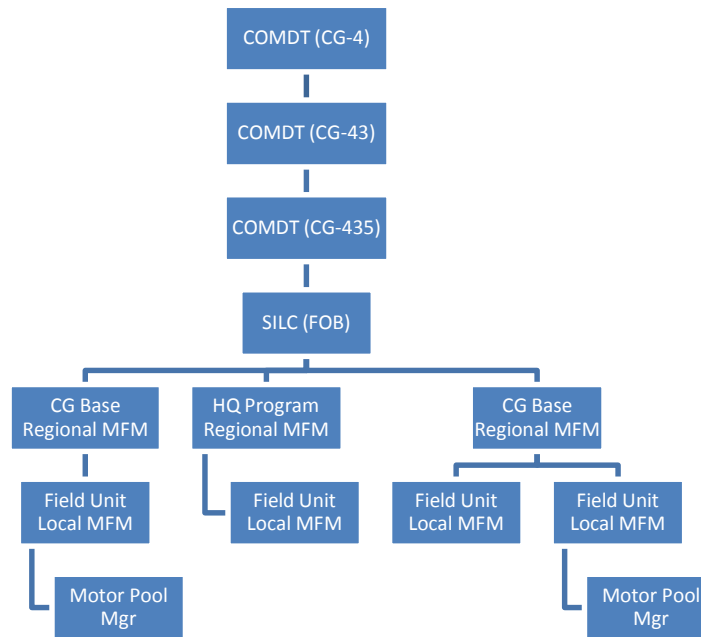 COMDT (CG-4)
COMDT (CG-43)
COMDT (CG-435)
SILC (FOB)
CG Base
Regional MFM
HQ Program
Regional MFM
CG Base
Regional MFM
Field Unit
Local MFM
Field Unit
Local MFM
Field Unit
Local MFM
Field Unit
Local MFM
Motor Pool
Mgr
Motor Pool
Mgr